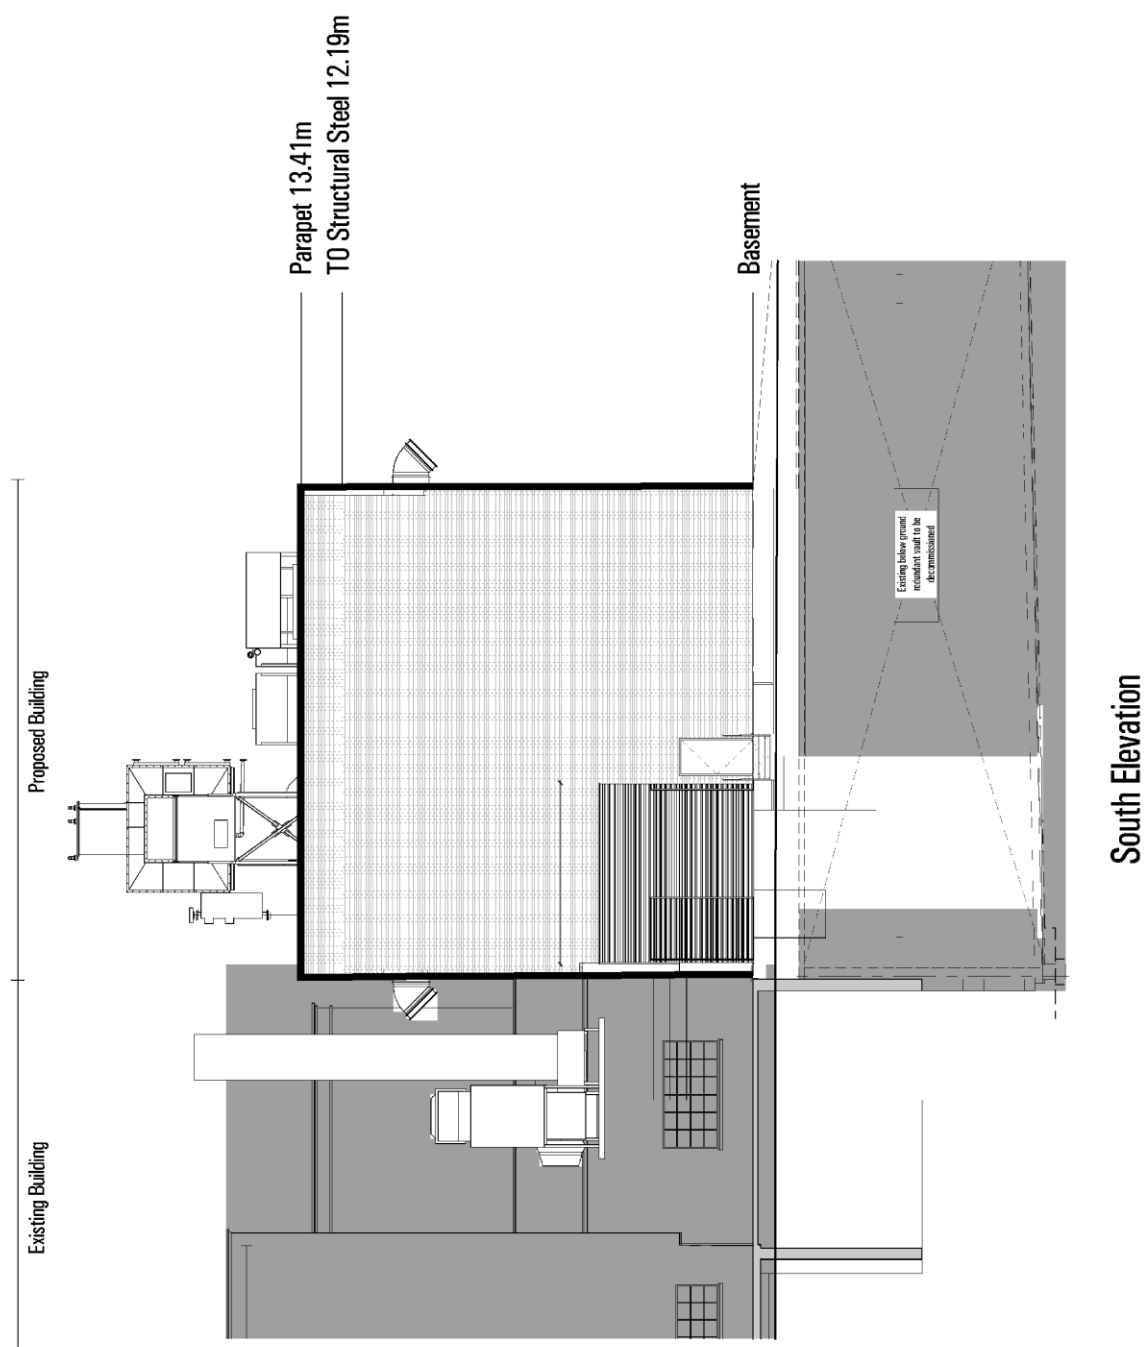 Existing Building
Proposed Building
Parapet 13.41m
TO Structural Steel 12.19m
Basement
Existing below ground
redundant vault to be
decommissioned
South Elevation